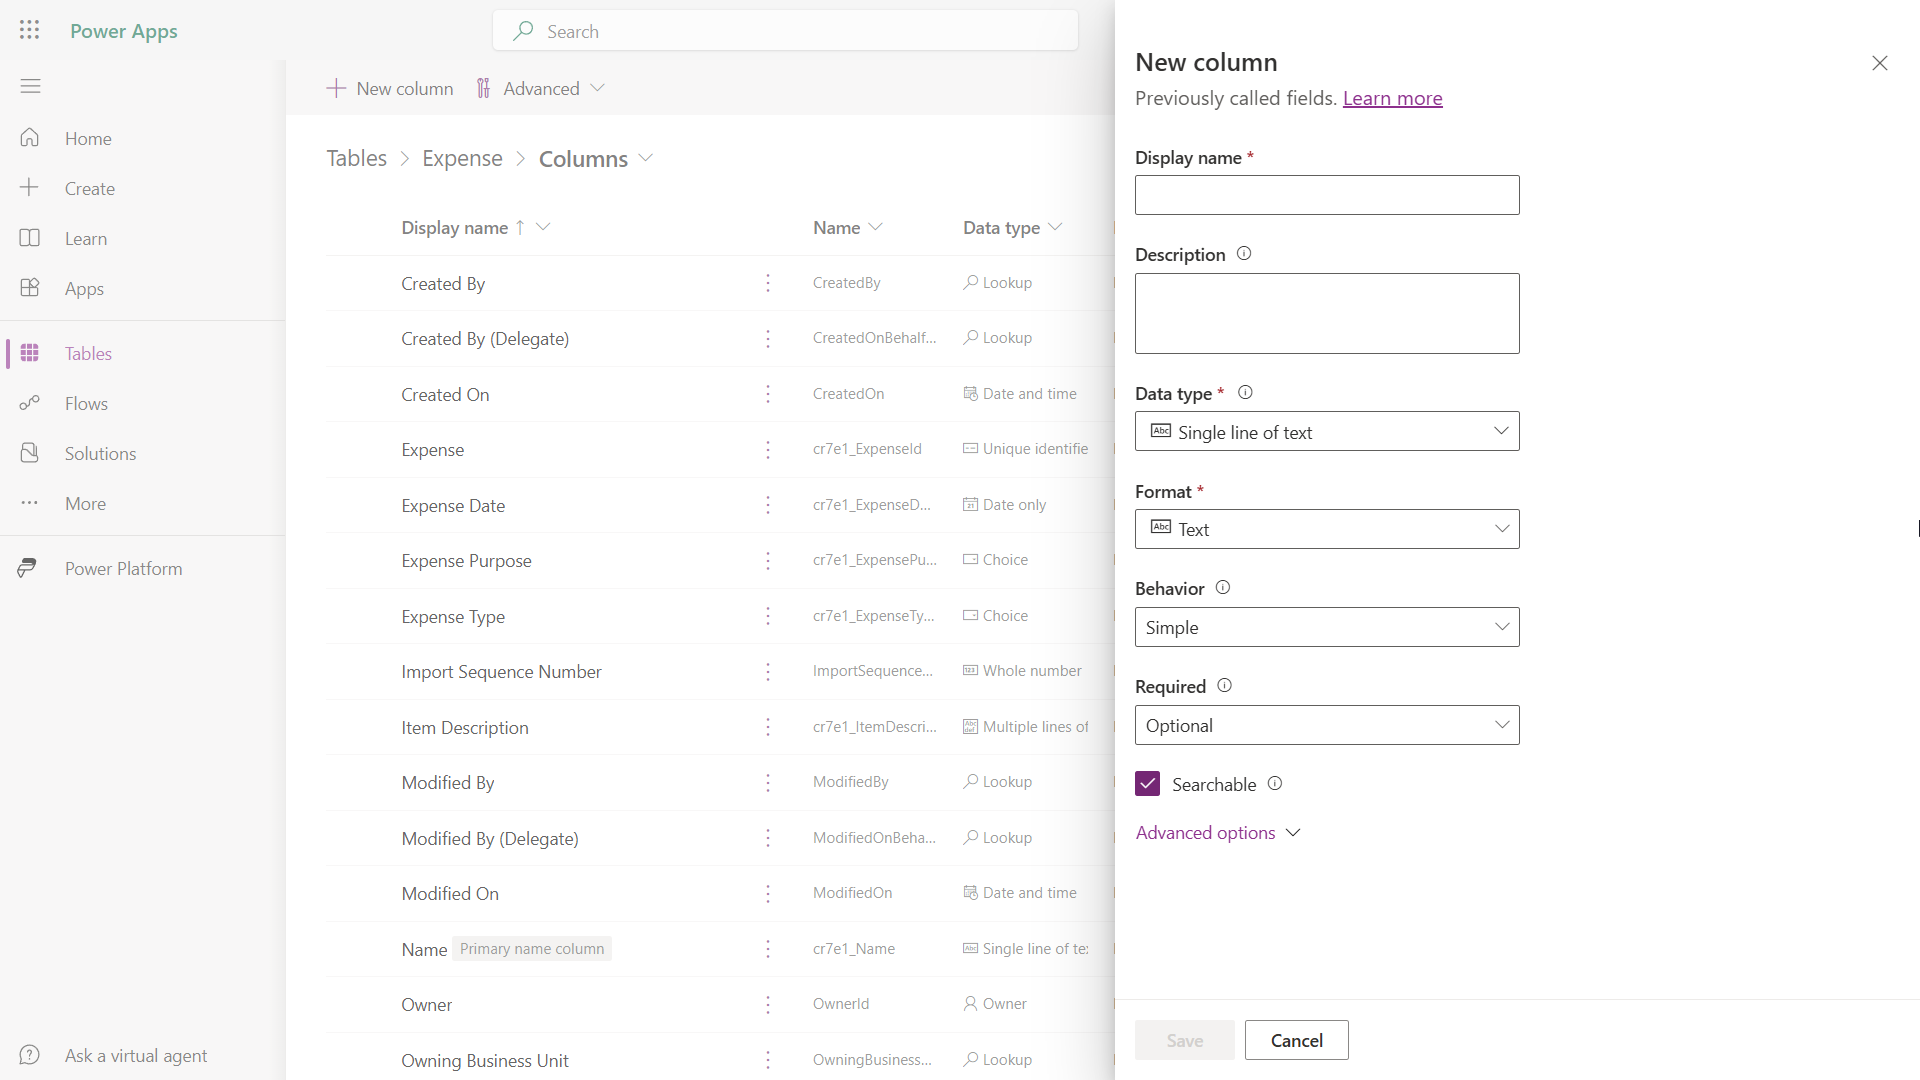 Power Apps
Search
Home
Create
Learn
Apps
Tables
Flows
Solutions
More
Power Platform
Ask a virtual agent
New column
Advanced
Tables > Expense > Columns
Display name ↑ Name Data type
Created By CreatedBy Lookup
Created By (Delegate) CreatedOnBehalf... Lookup
Created On CreatedOn Date and time
Expense cr7e1_ExpenseId Unique identifie
Expense Date cr7e1_ExpenseD... Date only
Expense Purpose cr7e1_ExpensePu... Choice
Expense Type cr7e1_ExpenseTy... Choice
Import Sequence Number ImportSequence... Whole number
Item Description cr7e1_ItemDescri... Multiple lines of
Modified By ModifiedBy Lookup
Modified By (Delegate) ModifiedOnBeha... Lookup
Modified On ModifiedOn Date and time
Name Primary name column cr7e1_Name Single line of te
Owner OwnerId Owner
Owning Business Unit OwningBusiness... Lookup
New column
Previously called fields. Learn more
Display name *
Description
Data type *
Abc Single line of text
Format *
Abc Text
Behavior
Simple
Required
Optional
Searchable
Advanced options
Save Cancel